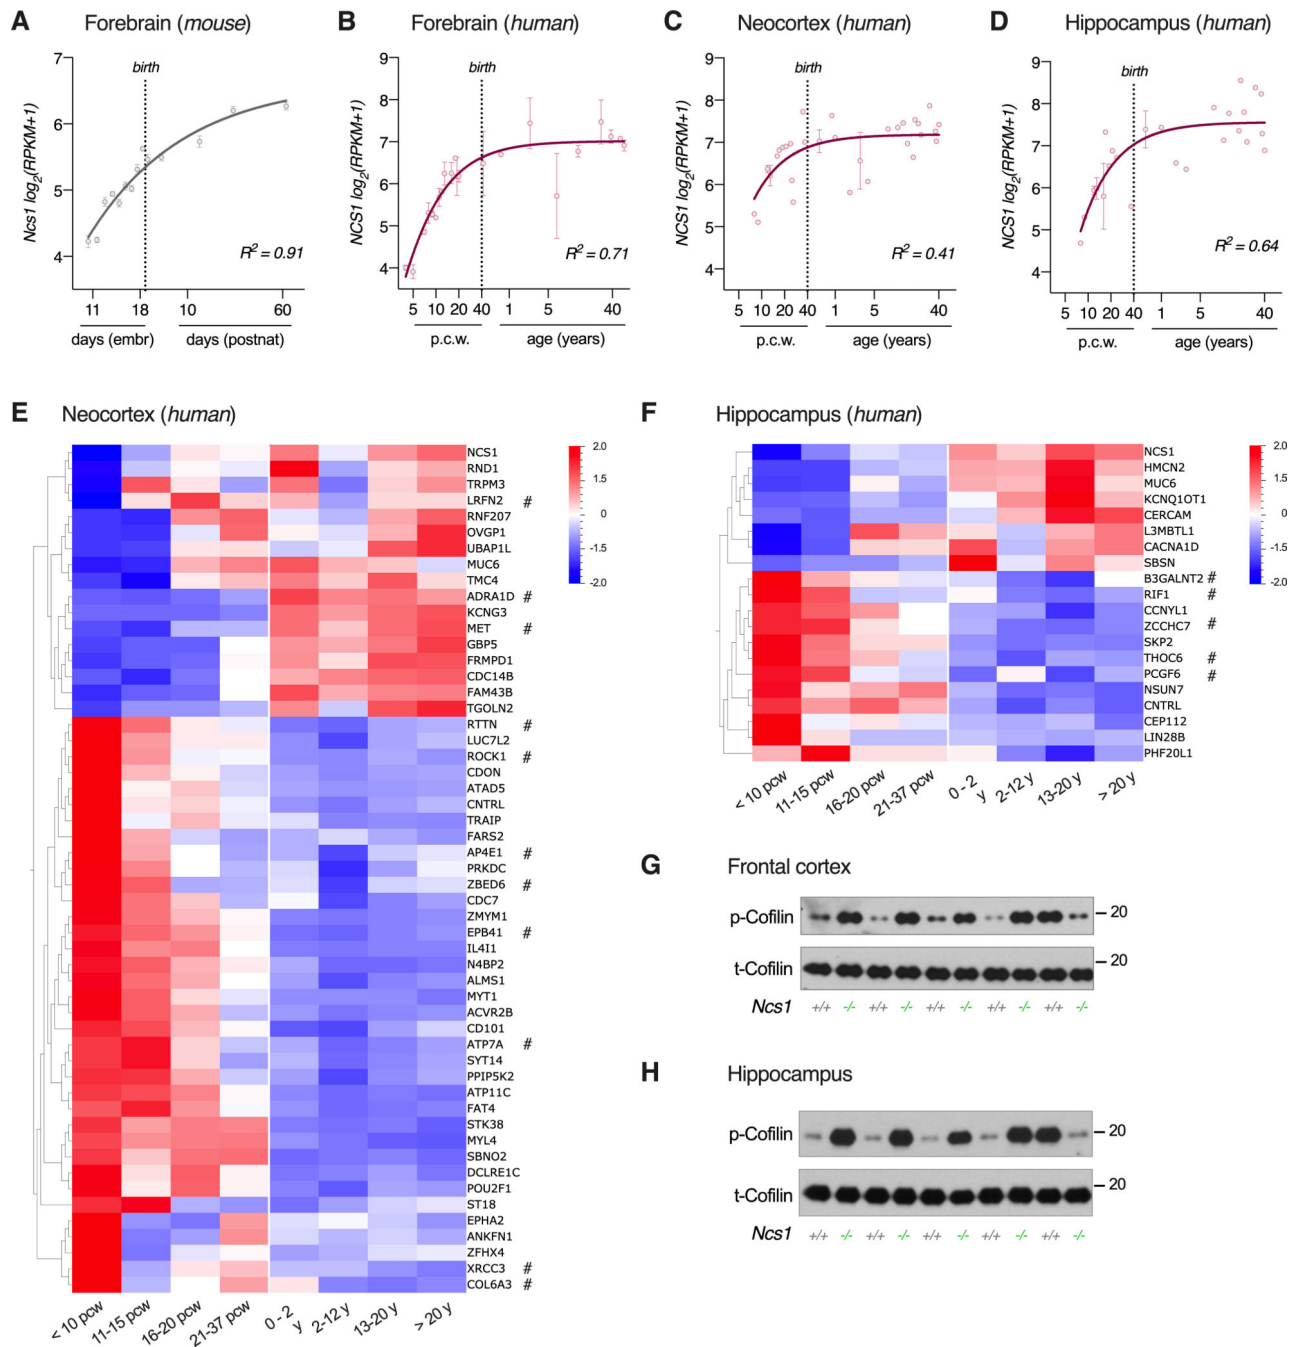 A Forebrain (mouse)
7
6
5
4
Ncs1 log2(RPKM+1)
birth
R2 = 0.91
11 18 10 60
days (embr) days (postnat)
B Forebrain (human)
9
8
7
6
5
4
NCS1 log2(RPKM+1)
birth
R2 = 0.71
5 10 20 40 1 5 40
p.c.w. age (years)
C Neocortex (human)
9
8
7
6
5
4
NCS1 log2(RPKM+1)
birth
R2 = 0.41
5 10 20 40 1 5 40
p.c.w. age (years)
D Hippocampus (human)
9
8
7
6
5
4
NCS1 log2(RPKM+1)
birth
R2 = 0.64
5 10 20 40 1 5 40
p.c.w. age (years)
E Neocortex (human)
2.0
1.5
0
-1.5
-2.0
NCS1
RND1
TRPM3
LRFN2 #
RNF207
OVGP1
UBAP1L
MUC6
TMC4
ADRA1D #
KCNG3
MET #
GBP5
FRMPD1
CDC14B
FAM43B
TGOLN2
RTTN #
LUC7L2
ROCK1 #
CDON
ATAD5
CNTRL
TRAIP
FARS2
AP4E1 #
PRKDC
ZBED6 #
CDC7
ZMYM1
EPB41 #
IL4I1
N4BP2
ALMS1
MYT1
ACVR2B
CD101
ATP7A #
SYT14
PPIP5K2
ATP11C
FAT4
STK38
MYL4
SBNO2
DCLRE1C
POU2F1
ST18
EPHA2
ANKFN1
ZFHX4
XRCC3 #
COL6A3 #
< 10 pcw 11-15 pcw 16-20 pcw 21-37 pcw 0 - 2 y 2-12 y 13-20 y > 20 y
F Hippocampus (human)
2.0
1.5
0
-1.5
-2.0
NCS1
HMCN2
MUC6
KCNQ1OT1
CERCAM
L3MBTL1
CACNA1D
SBSN
B3GALNT2 #
RIF1 #
CCNYL1
ZCCHC7 #
SKP2
THOC6 #
PCGF6 #
NSUN7
CNTRL
CEP112
LIN28B
PHF20L1
< 10 pcw 11-15 pcw 16-20 pcw 21-37 pcw 0 - 2 y 2-12 y 13-20 y > 20 y
G Frontal cortex
p-Cofilin 20
t-Cofilin 20
Ncs1 +/+ -/- +/+ -/- +/+ -/- +/+ -/- +/+ -/-
H Hippocampus
p-Cofilin 20
t-Cofilin 20
Ncs1 +/+ -/- +/+ -/- +/+ -/- +/+ -/- +/+ -/-